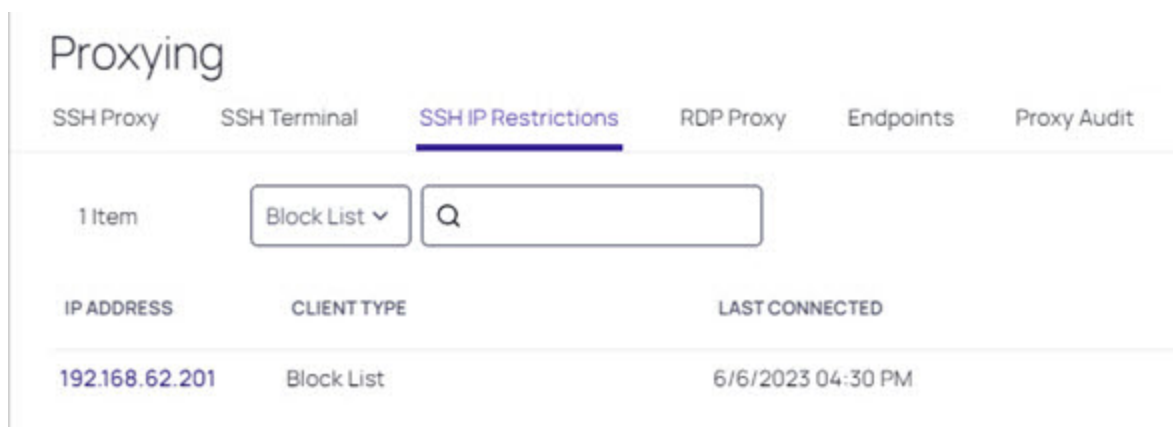 Proxying
SSH Proxy SSH Terminal SSH IP Restrictions RDP Proxy Endpoints Proxy Audit
1 Item Block List
IP ADDRESS CLIENT TYPE LAST CONNECTED
192.168.62.201 Block List 6/6/2023 04:30 PM